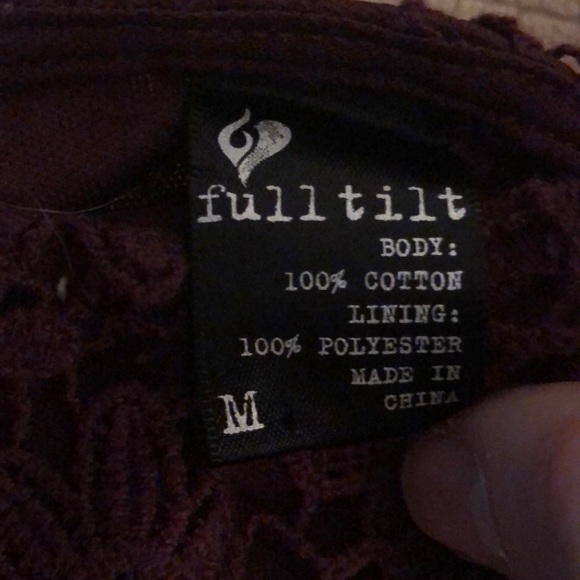 full tilt
BODY:
100% COTTON
LINING:
100% POLYESTER
MADE IN
CHINA
M